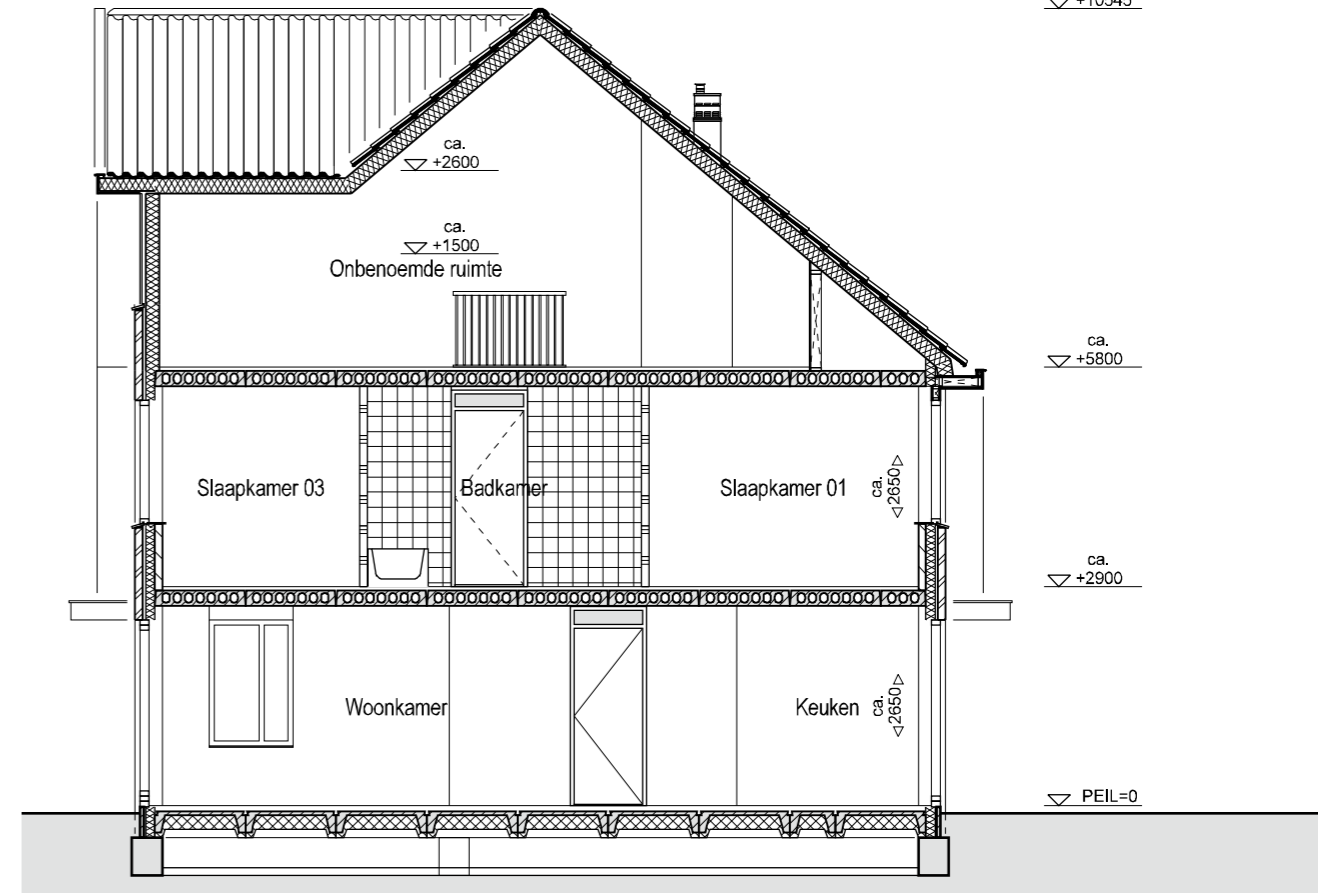 +10545
ca.
+2600
ca.
+1500
Onbenoemde ruimte
ca.
+5800
Slaapkamer 03
Badkamer
Slaapkamer 01
ca.
2650
ca.
+2900
Woonkamer
Keuken
ca.
2650
PEIL=0